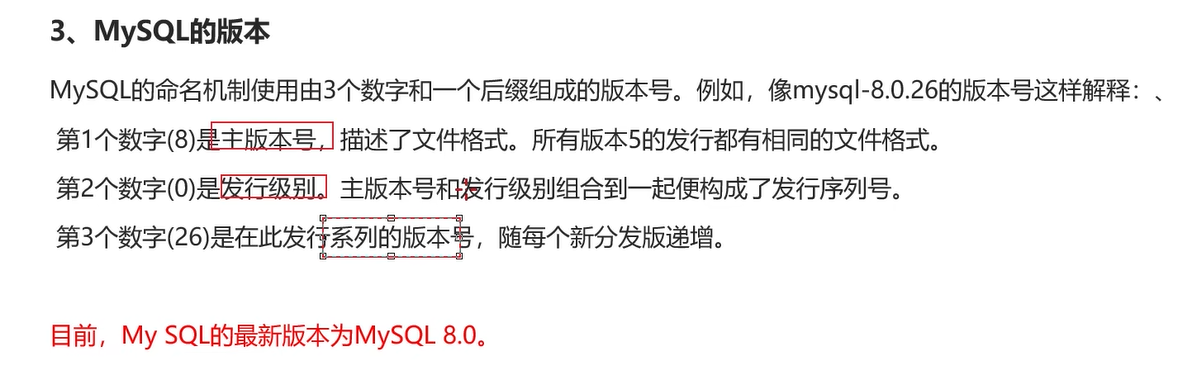 3、MySQL的版本
MySQL的命名机制使用由3个数字和一个后缀组成的版本号。例如，像mysql-8.0.26的版本号这样解释：、
第1个数字(8)是主版本号，描述了文件格式。所有版本5的发行都有相同的文件格式。
第2个数字(0)是发行级别。主版本号和发行级别组合到一起便构成了发行序列号。
第3个数字(26)是在此发行系列的版本号，随每个新分发版递增。
目前，My SQL的最新版本为MySQL 8.0。